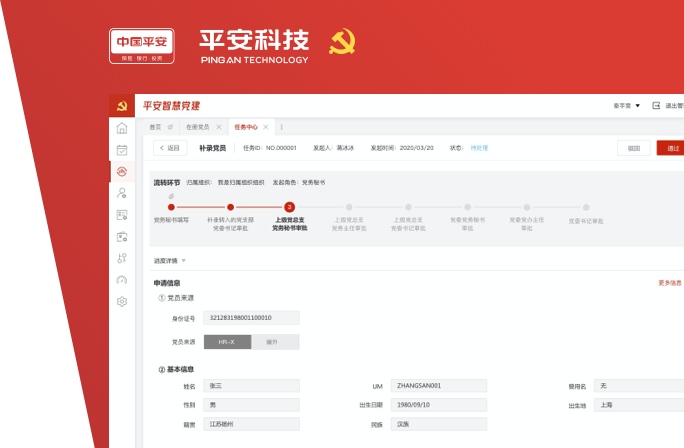 中国平安
保险·银行·投资
平安科技
PINGAN TECHNOLOGY
平安智慧党建
退出管
首页
在册党员
任务中心
返回
补录党员
任务ID: NO.000001
发起人: 蒋冰冰
发起时间: 2020/03/20
状态: 待处理
驳回
通过
流转环节 归属组织: 我是归属组织组织 发起角色: 党务秘书
3
党务秘书填写
补录转入的党支部
党委书记审批
上级党总支
党务秘书审批
上级党总支
党务主任审批
上级党总支
党委书记审批
党委党务秘书
审批
党委党办主任
审批
党委书记审批
进度详情
申请信息
更多信息
① 党员来源
身份证号 321283198001100010
党员来源 HR-X 编外
② 基本信息
姓名 张三
UM ZHANGSAN001
曾用名 无
性别 男
出生日期 1980/09/10
出生地 上海
籍贯 江苏扬州
民族 汉族